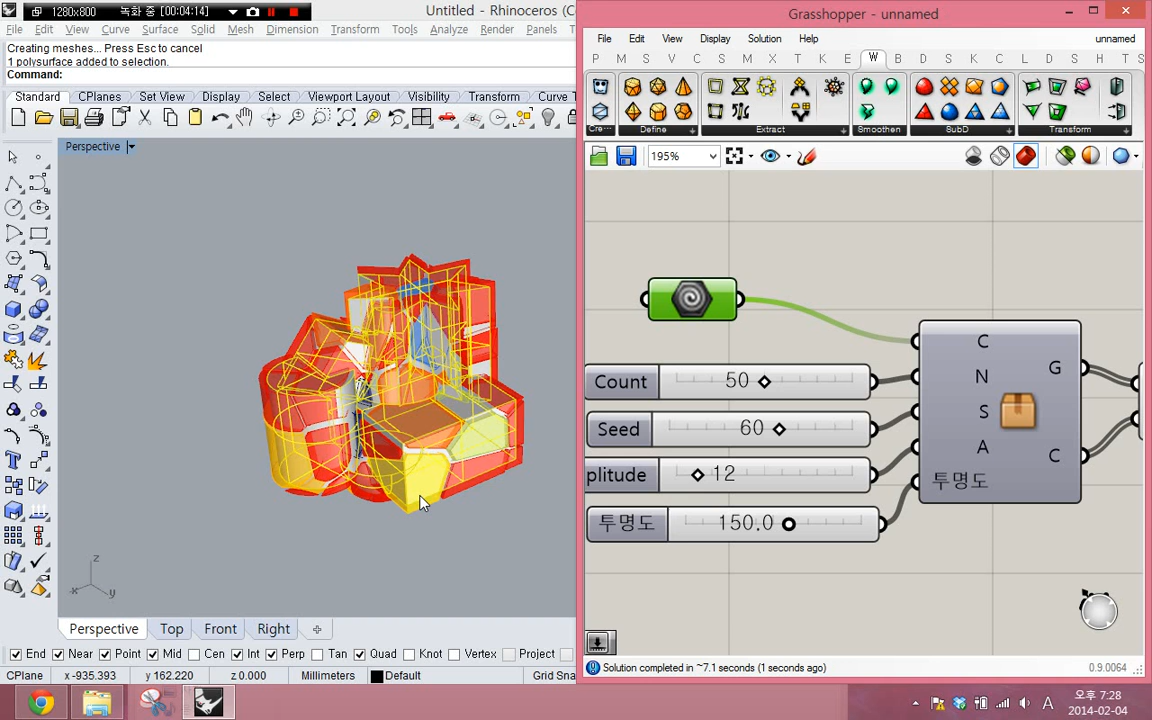 1280x800
녹화 중 [00:04:14]
Untitled - Rhinoceros (C
File Edit View Curve Surface Solid Mesh Dimension Transform Tools Analyze Render Panels
Creating meshes... Press Esc to cancel
1 polysurface added to selection.
Command:
Standard CPlanes Set View Display Select Viewport Layout Visibility Transform Curve T
Perspective
z
x y
Perspective Top Front Right
End Near Point Mid Cen Int Perp Tan Quad Knot Vertex Project
CPlane x -935.393 y 162.220 z 0.000 Millimeters Default Grid Sna
Grasshopper - unnamed
File Edit View Display Solution Help unnamed
P M S V C S M X T K E W B D C K L D S H T S
Cre... Define Extract Smoothen SubD Transform
195%
C
N
S
A
투명도
G
C
Count 50
Seed 60
plitude 12
투명도 150.0
Solution completed in ~7.1 seconds (1 seconds ago) 0.9.0064
A
오후 7:28
2014-02-04